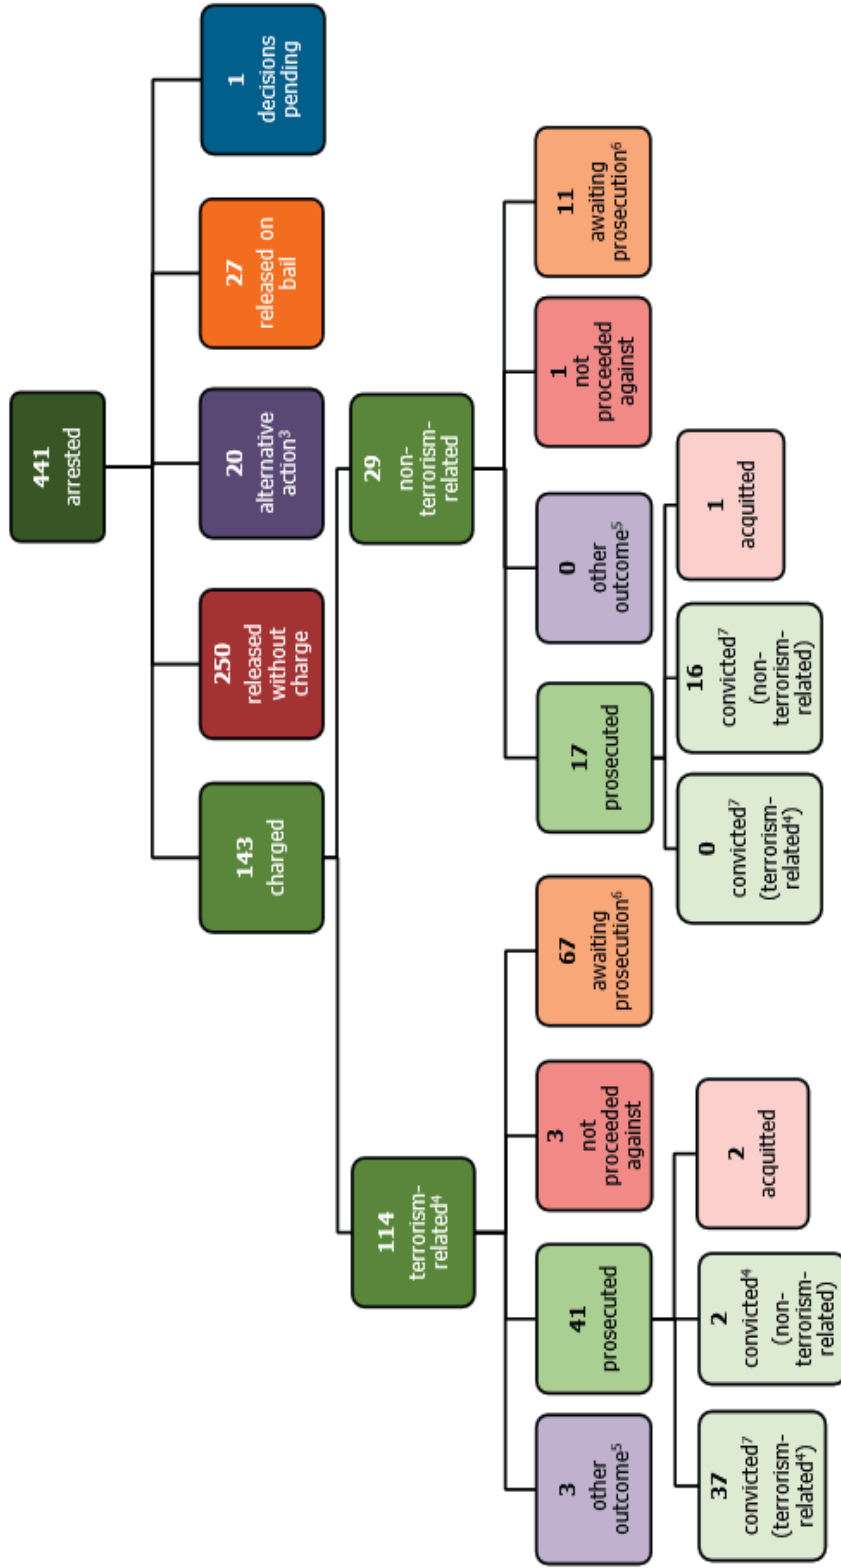 441
arrested
143
charged
250
released
without
charge
20
alternative
action³
27
released on
bail
1
decisions
pending
114
terrorism-
related⁴
29
non-
terrorism-
related
3
other
outcome⁵
41
prosecuted
3
not
proceeded
against
67
awaiting
prosecution⁶
17
prosecuted
0
other
outcome⁵
1
not
proceeded
against
11
awaiting
prosecution⁶
37
convicted⁷
(terrorism-
related⁴)
2
convicted⁴
(non-
terrorism-
related)
2
acquitted
0
convicted⁷
(terrorism-
related⁴)
16
convicted⁷
(non-
terrorism-
related)
1
acquitted